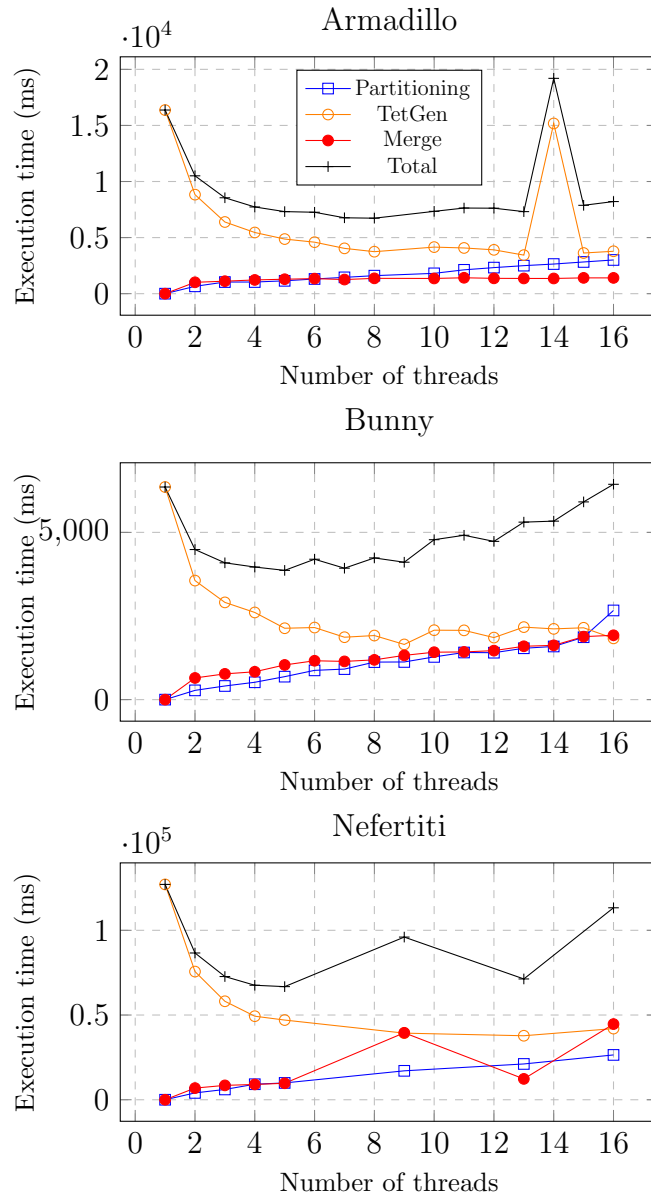 Armadillo
·10^4
Execution time (ms)
2
1.5
1
0.5
0
Partitioning
TetGen
Merge
Total
0 2 4 6 8 10 12 14 16
Number of threads
Bunny
Execution time (ms)
5,000
0
0 2 4 6 8 10 12 14 16
Number of threads
Nefertiti
·10^5
Execution time (ms)
1
0.5
0
0 2 4 6 8 10 12 14 16
Number of threads